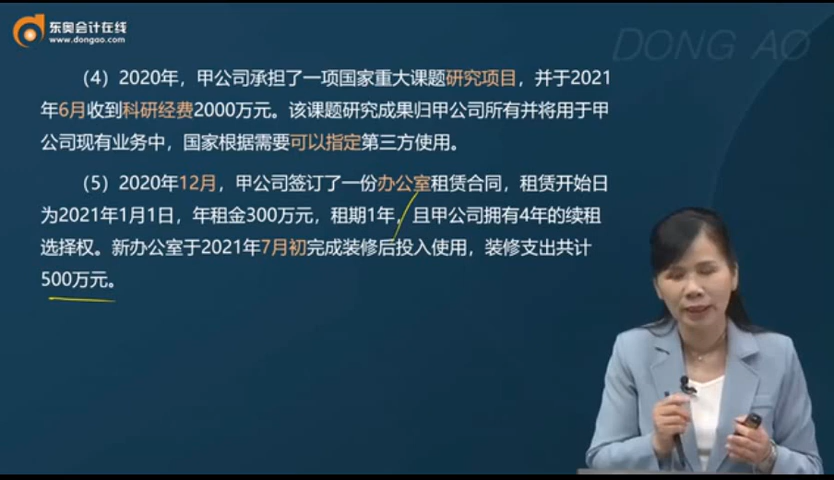 东奥会计在线
www.dongao.com
DONG AO
（4）2020年，甲公司承担了一项国家重大课题研究项目，并于2021
年6月收到科研经费2000万元。该课题研究成果归甲公司所有并将用于甲
公司现有业务中，国家根据需要可以指定第三方使用。
（5）2020年12月，甲公司签订了一份办公室租赁合同，租赁开始日
为2021年1月1日，年租金300万元，租期1年，且甲公司拥有4年的续租
选择权。新办公室于2021年7月初完成装修后投入使用，装修支出共计
500万元。